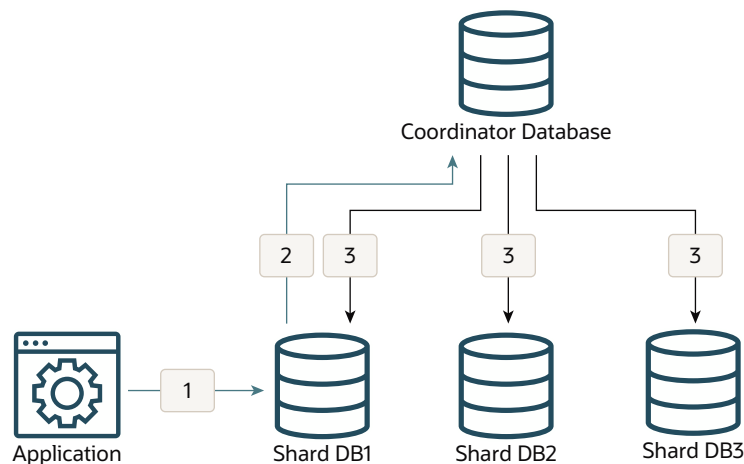 Coordinator Database
2
3
3
3
1
Application
Shard DB1
Shard DB2
Shard DB3